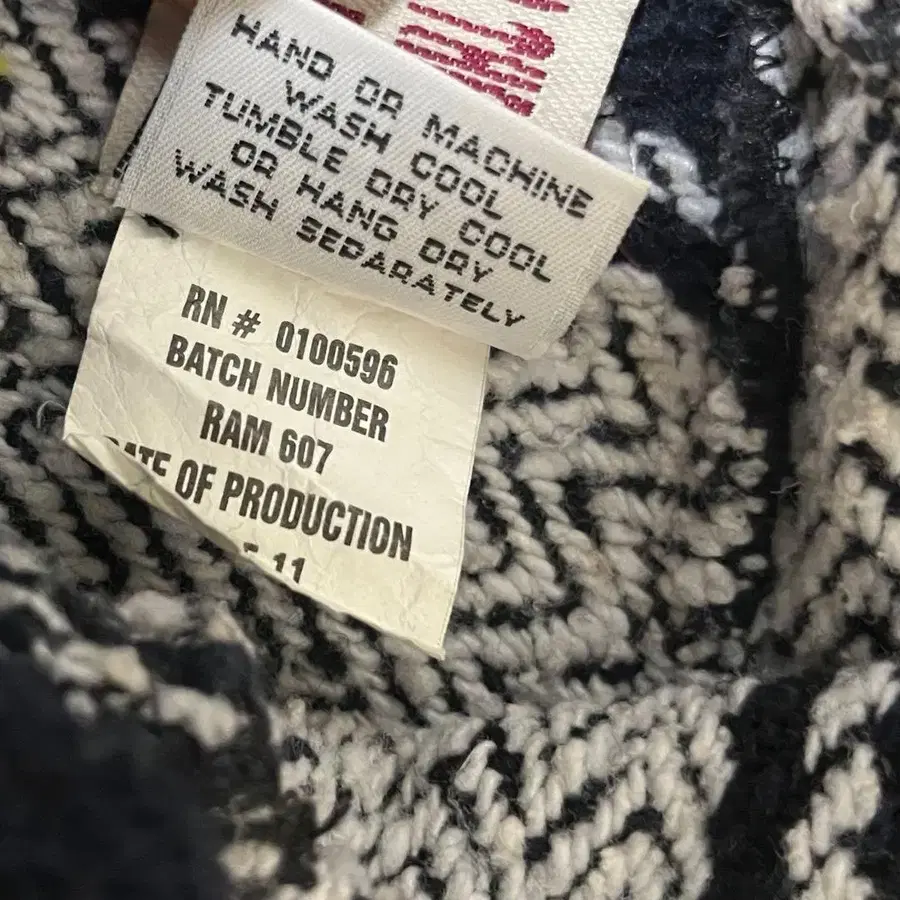 HAND OR MACHINE
WASH COOL
TUMBLE DRY COOL
OR HANG DRY
WASH SEPARATELY
RN # 0100596
BATCH NUMBER
RAM 607
OF PRODUCTION
11